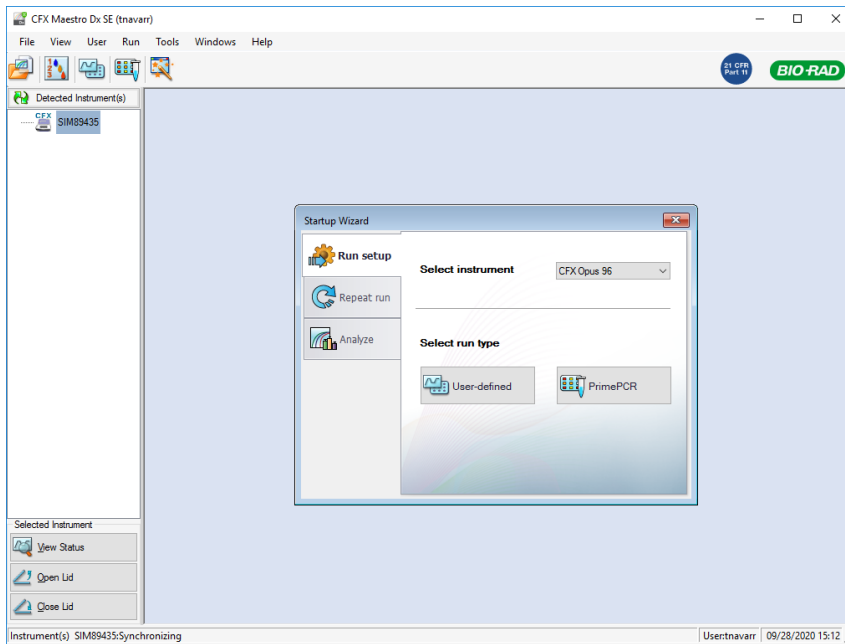 CFX Maestro Dx SE (tnavarr)
File View User Run Tools Windows Help
21 CFR
Part 11
BIO-RAD
Detected Instrument(s)
CFX
SIM89435
Startup Wizard
Run setup
Repeat run
Analyze
Select instrument
CFX Opus 96
Select run type
User-defined
PrimePCR
Selected Instrument
View Status
Open Lid
Close Lid
Instrument(s) SIM89435:Synchronizing
User:tnavarr
09/28/2020 15:12